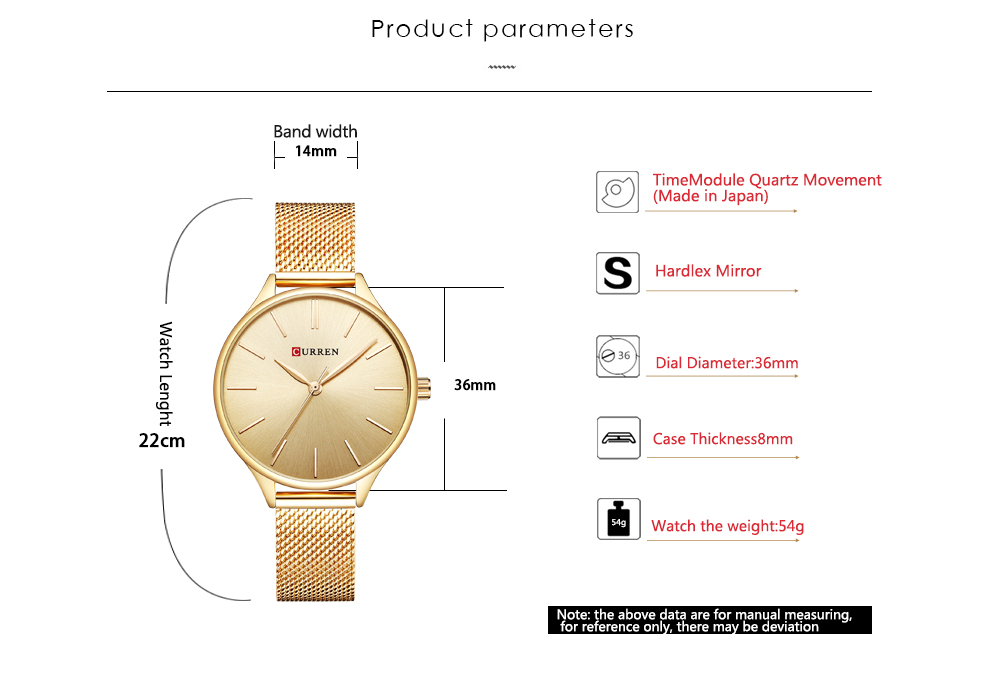 Product parameters
Band width
14mm
TimeModule Quartz Movement
(Made in Japan)
S
Hardlex Mirror
CURREN
Watch Lenght
22cm
36mm
36
Dial Diameter:36mm
Case Thickness8mm
54g
Watch the weight:54g
Note: the above data are for manual measuring,
for reference only, there may be deviation